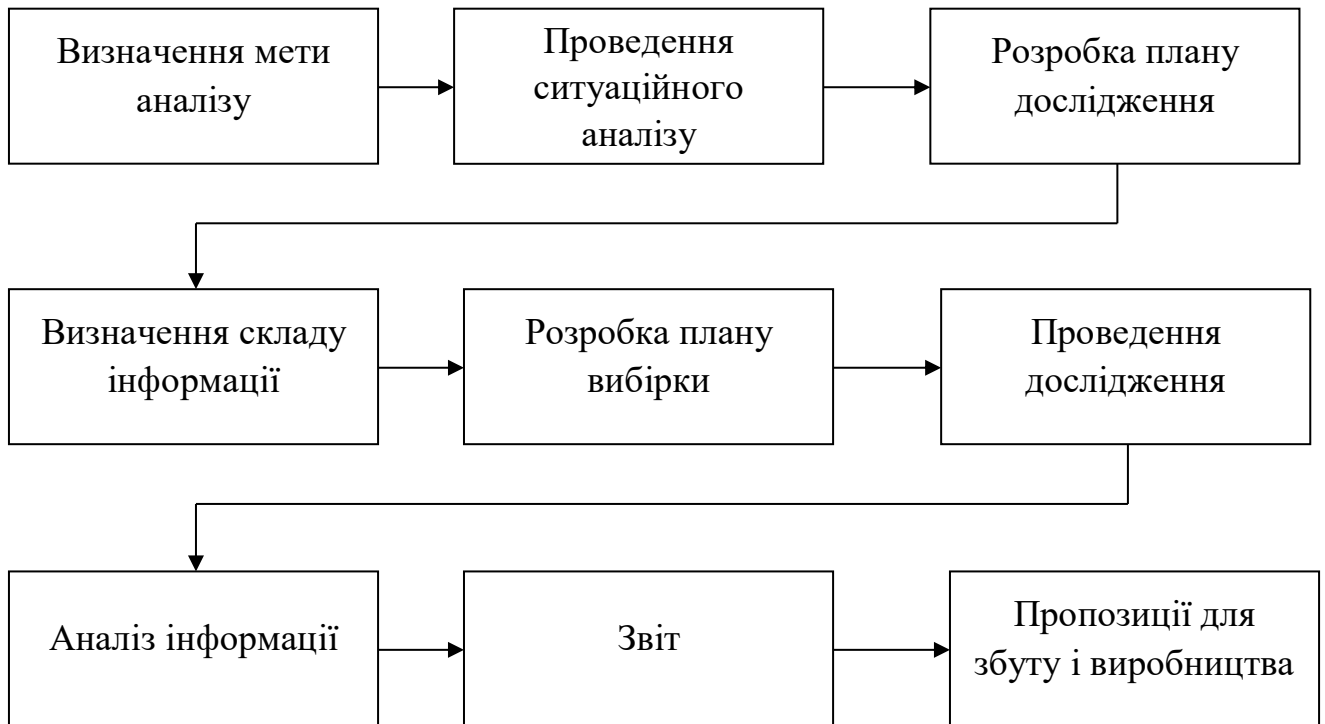 Визначення мети
аналізу
Проведення
ситуаційного
аналізу
Розробка плану
дослідження
Визначення складу
інформації
Розробка плану
вибірки
Проведення
дослідження
Аналіз інформації
Звіт
Пропозиції для
збуту і виробництва